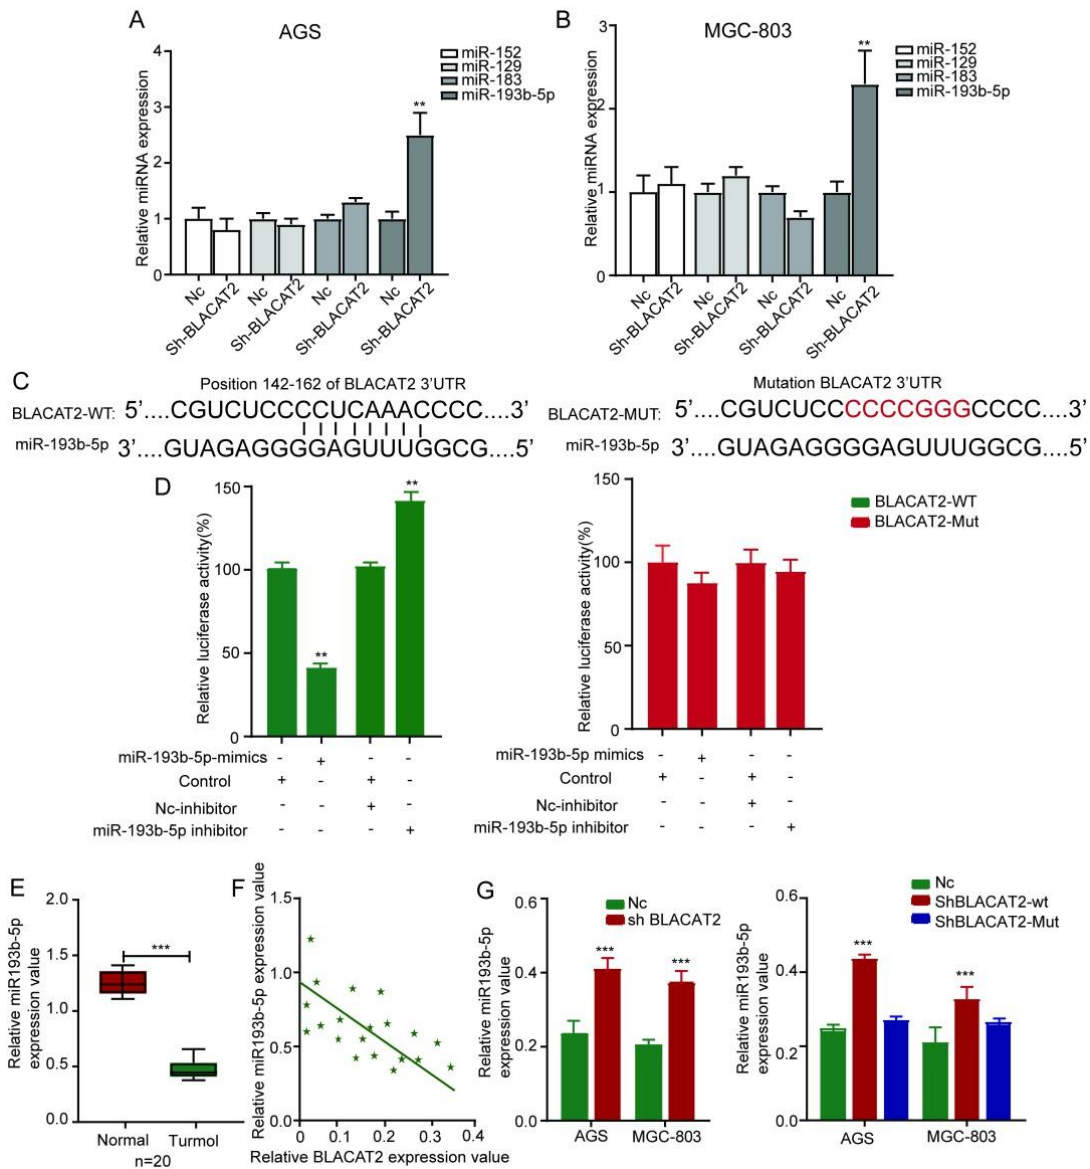 A
AGS
Relative miRNA expression
4
3
2
1
0
miR-152
miR-129
miR-183
miR-193b-5p
**
Nc
Sh-BLACAT2
Nc
Sh-BLACAT2
Nc
Sh-BLACAT2
Nc
Sh-BLACAT2
B
MGC-803
Relative miRNA expression
3
2
1
0
miR-152
miR-129
miR-183
miR-193b-5p
**
Nc
Sh-BLACAT2
Nc
Sh-BLACAT2
Nc
Sh-BLACAT2
Nc
Sh-BLACAT2
C
Position 142-162 of BLACAT2 3'UTR
BLACAT2-WT: 5'....CGUCUCCCCUCAAACCCC....3'
miR-193b-5p 3'....GUAGAGGGGAGUUUGGCG....5'
Mutation BLACAT2 3'UTR
BLACAT2-MUT: 5'....CGUCUCCCCCCGGGCCCC....3'
miR-193b-5p 3'....GUAGAGGGGAGUUUGGCG....5'
D
Relative luciferase activity(%)
150
100
50
0
**
**
miR-193b-5p-mimics - + - -
Control + - + -
Nc-inhibitor - - + -
miR-193b-5p inhibitor - - - +
Relative luciferase activity(%)
150
100
50
0
BLACAT2-WT
BLACAT2-Mut
miR-193b-5p mimics - + - -
Control + - + -
Nc-inhibitor - - + -
miR-193b-5p inhibitor - - - +
E
Relative miR193b-5p
expression value
2.0
1.5
1.0
0.5
0.0
***
Normal
Turmol
n=20
F
Relative miR193b-5p expression value
1.5
1.0
0.5
0.0
0
0.1
0.2
0.3
0.4
Relative BLACAT2 expression value
G
Relative miR193b-5p
expression value
0.6
0.4
0.2
0.0
Nc
sh BLACAT2
***
***
AGS
MGC-803
Relative miR193b-5p
expression value
0.6
0.4
0.2
0.0
Nc
ShBLACAT2-wt
ShBLACAT2-Mut
***
***
AGS
MGC-803